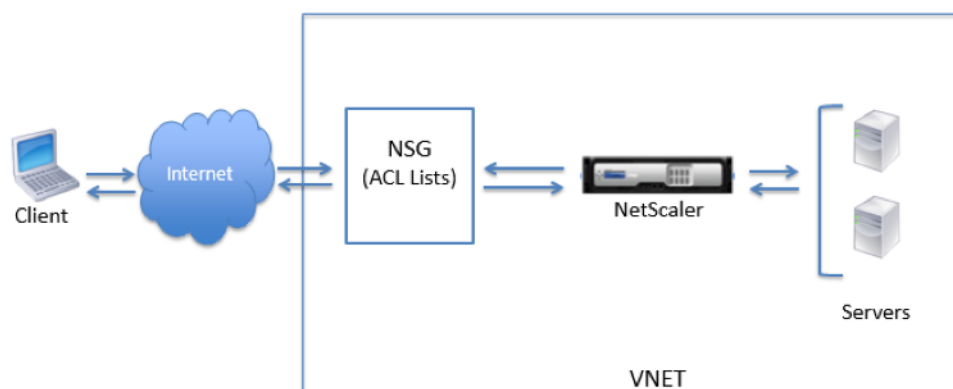 Client
Internet
NSG
(ACL Lists)
NetScaler
Servers
VNET